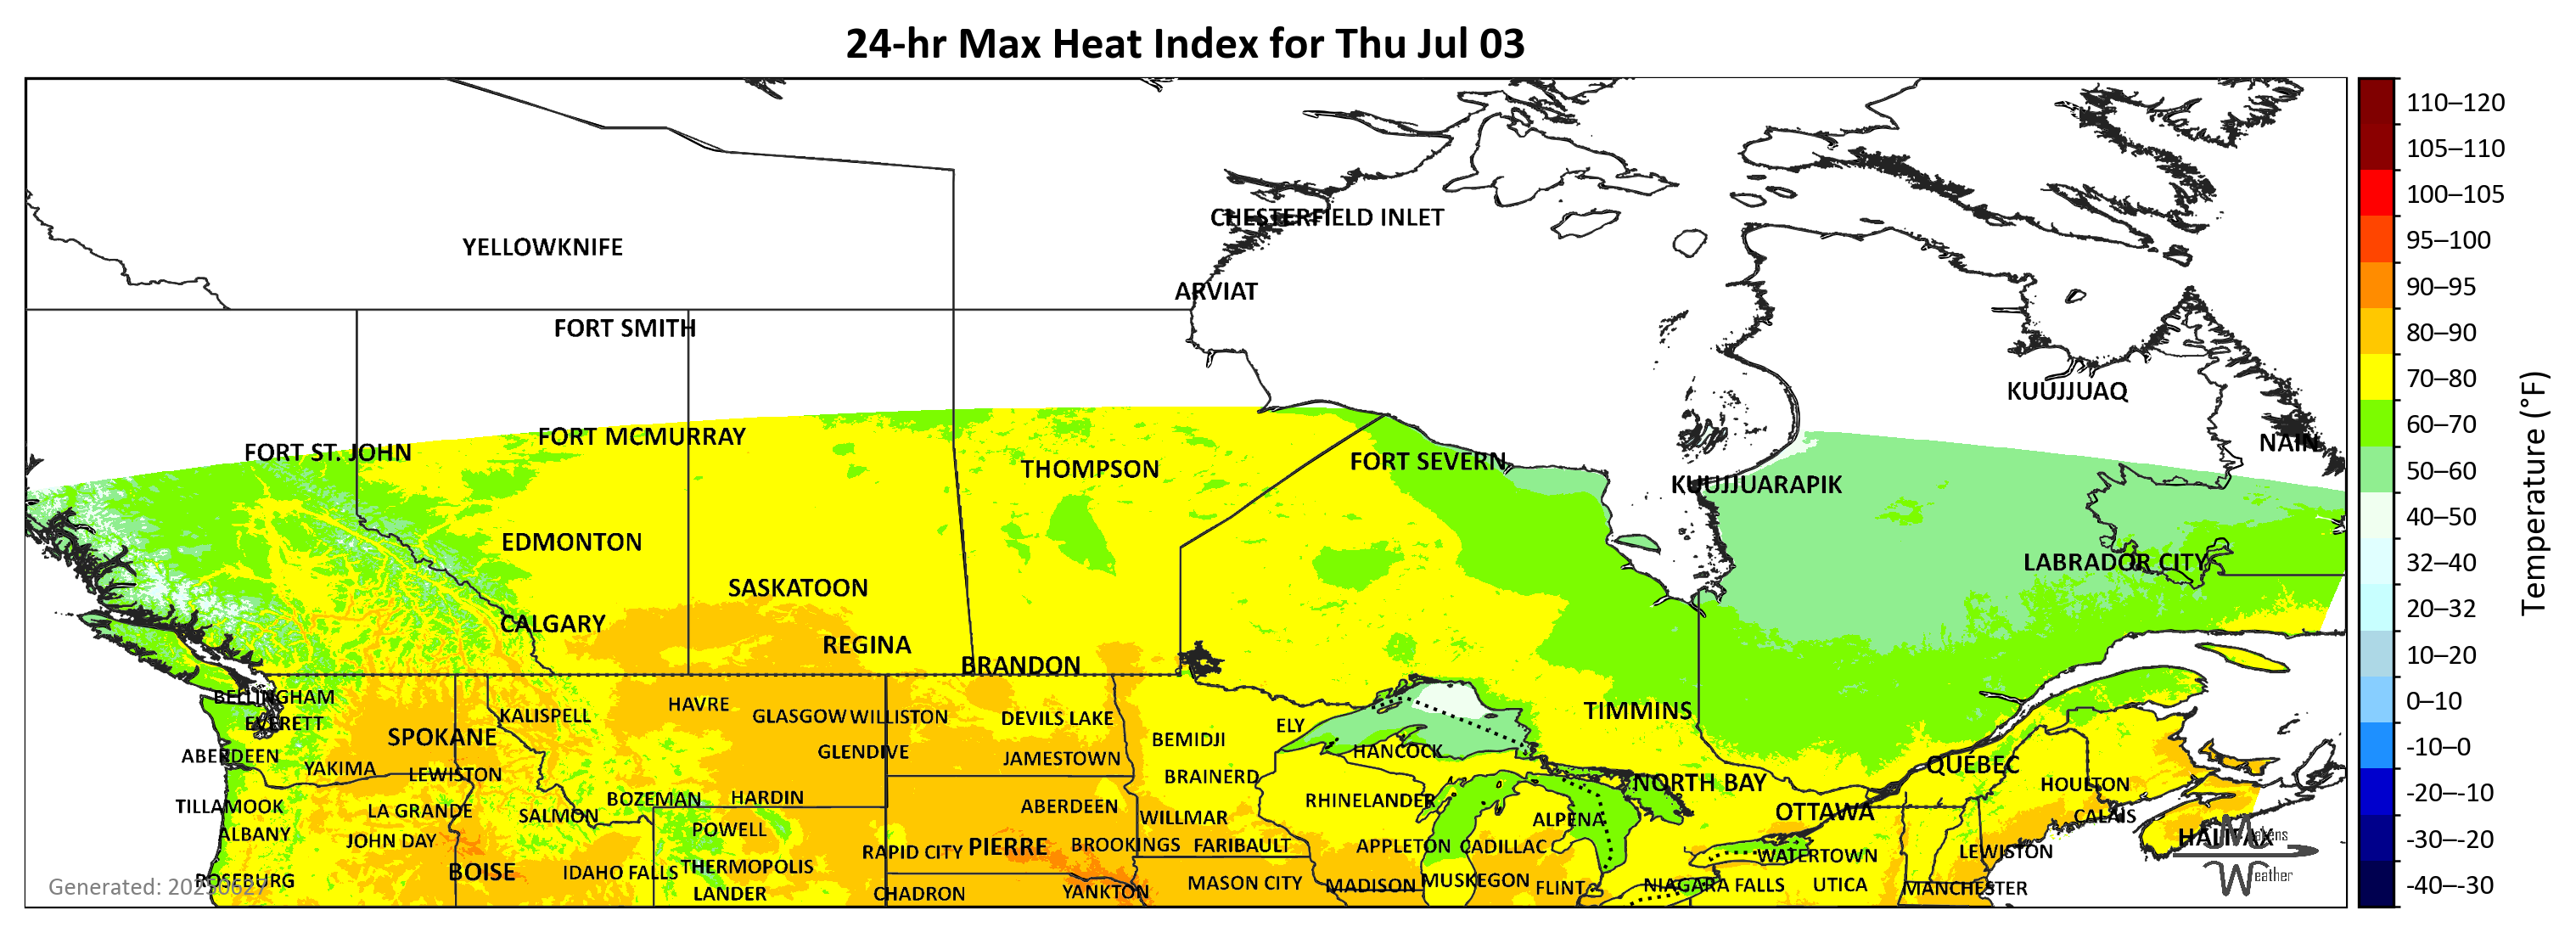 24-hr Max Heat Index for Thu Jul 03
110–120
105–110
100–105
95–100
90–95
80–90
70–80
60–70
50–60
40–50
32–40
20–32
10–20
0–10
-10–0
-20–-10
-30–-20
-40–-30
Temperature (°F)
CHESTERFIELD INLET
YELLOWKNIFE
ARVIAT
FORT SMITH
KUUJJUAQ
FORT MCMURRAY
NAIN
FORT ST. JOHN
FORT SEVERN
THOMPSON
KUUJJUARAPIK
EDMONTON
LABRADOR CITY
SASKATOON
CALGARY
REGINA
BRANDON
BELLINGHAM
HAVRE
TIMMINS
KALISPELL
GLASGOW WILLISTON
DEVILS LAKE
EVERETT
ELY
SPOKANE
BEMIDJI
HANCOCK
GLENDIVE
ABERDEEN
JAMESTOWN
QUÉBEC
YAKIMA
LEWISTON
BRAINERD
NORTH BAY
HOULTON
BOZEMAN
HARDIN
RHINELANDER
TILLAMOOK
LA GRANDE
ABERDEEN
OTTAWA
SALMON
WILLMAR
CALAIS
ALPENA
ALBANY
POWELL
HALIFAX
JOHN DAY
PIERRE
BROOKINGS
FARIBAULT
APPLETON
CADILLAC
RAPID CITY
LEWISTON
WATERTOWN
BOISE
IDAHO FALLS
THERMOPOLIS
ROSEBURG
MASON CITY
MADISON
MUSKEGON
FLINT
NIAGARA FALLS
UTICA
MANCHESTER
LANDER
CHADRON
YANKTON
Generated: 20250627
Weather